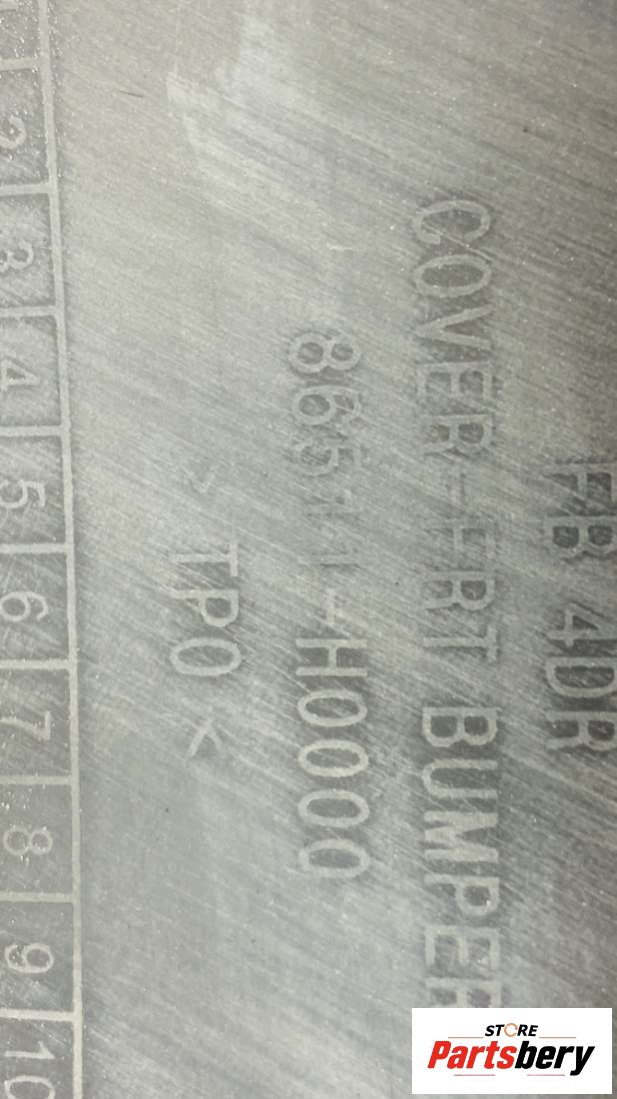 FB 4DR
COVER-FRT BUMPER
86511-H0000
> TPO <
2 3 4 5 6 7 8 9 10
STORE
Partsbery